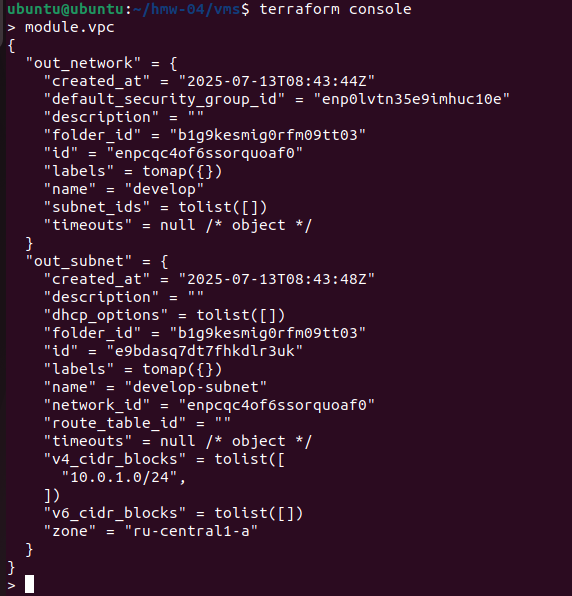 ubuntu@ubuntu:~/hmw-04/vms$ terraform console
> module.vpc
{
  "out_network" = {
    "created_at" = "2025-07-13T08:43:44Z"
    "default_security_group_id" = "enp0lvtn35e9imhuc10e"
    "description" = ""
    "folder_id" = "b1g9kesmig0rfm09tt03"
    "id" = "enpcqc4of6ssorquoaf0"
    "labels" = tomap({})
    "name" = "develop"
    "subnet_ids" = tolist([])
    "timeouts" = null /* object */
  }
  "out_subnet" = {
    "created_at" = "2025-07-13T08:43:48Z"
    "description" = ""
    "dhcp_options" = tolist([])
    "folder_id" = "b1g9kesmig0rfm09tt03"
    "id" = "e9bdasq7dt7fhkdlr3uk"
    "labels" = tomap({})
    "name" = "develop-subnet"
    "network_id" = "enpcqc4of6ssorquoaf0"
    "route_table_id" = ""
    "timeouts" = null /* object */
    "v4_cidr_blocks" = tolist([
      "10.0.1.0/24",
    ])
    "v6_cidr_blocks" = tolist([])
    "zone" = "ru-central1-a"
  }
}
>